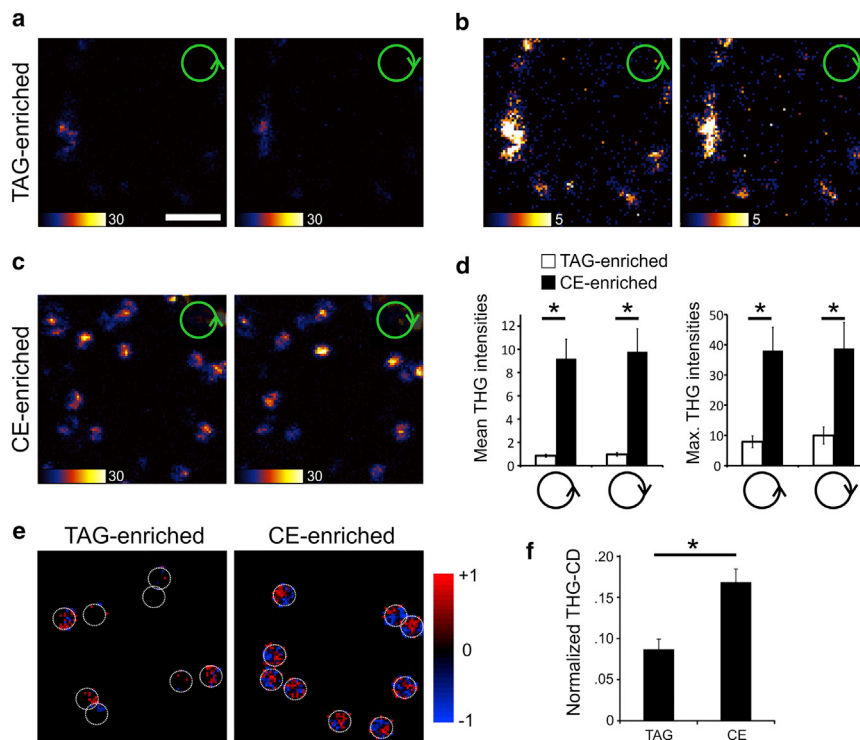 a
b
TAG-enriched
30
30
5
5
c
CE-enriched
30
30
d
TAG-enriched
CE-enriched
Mean THG intensities
12
10
8
6
4
2
0
*
*
Max. THG intensities
50
40
30
20
10
0
*
*
e
TAG-enriched
CE-enriched
+1
0
-1
f
Normalized THG-CD
.20
.15
.10
.05
0
*
TAG
CE